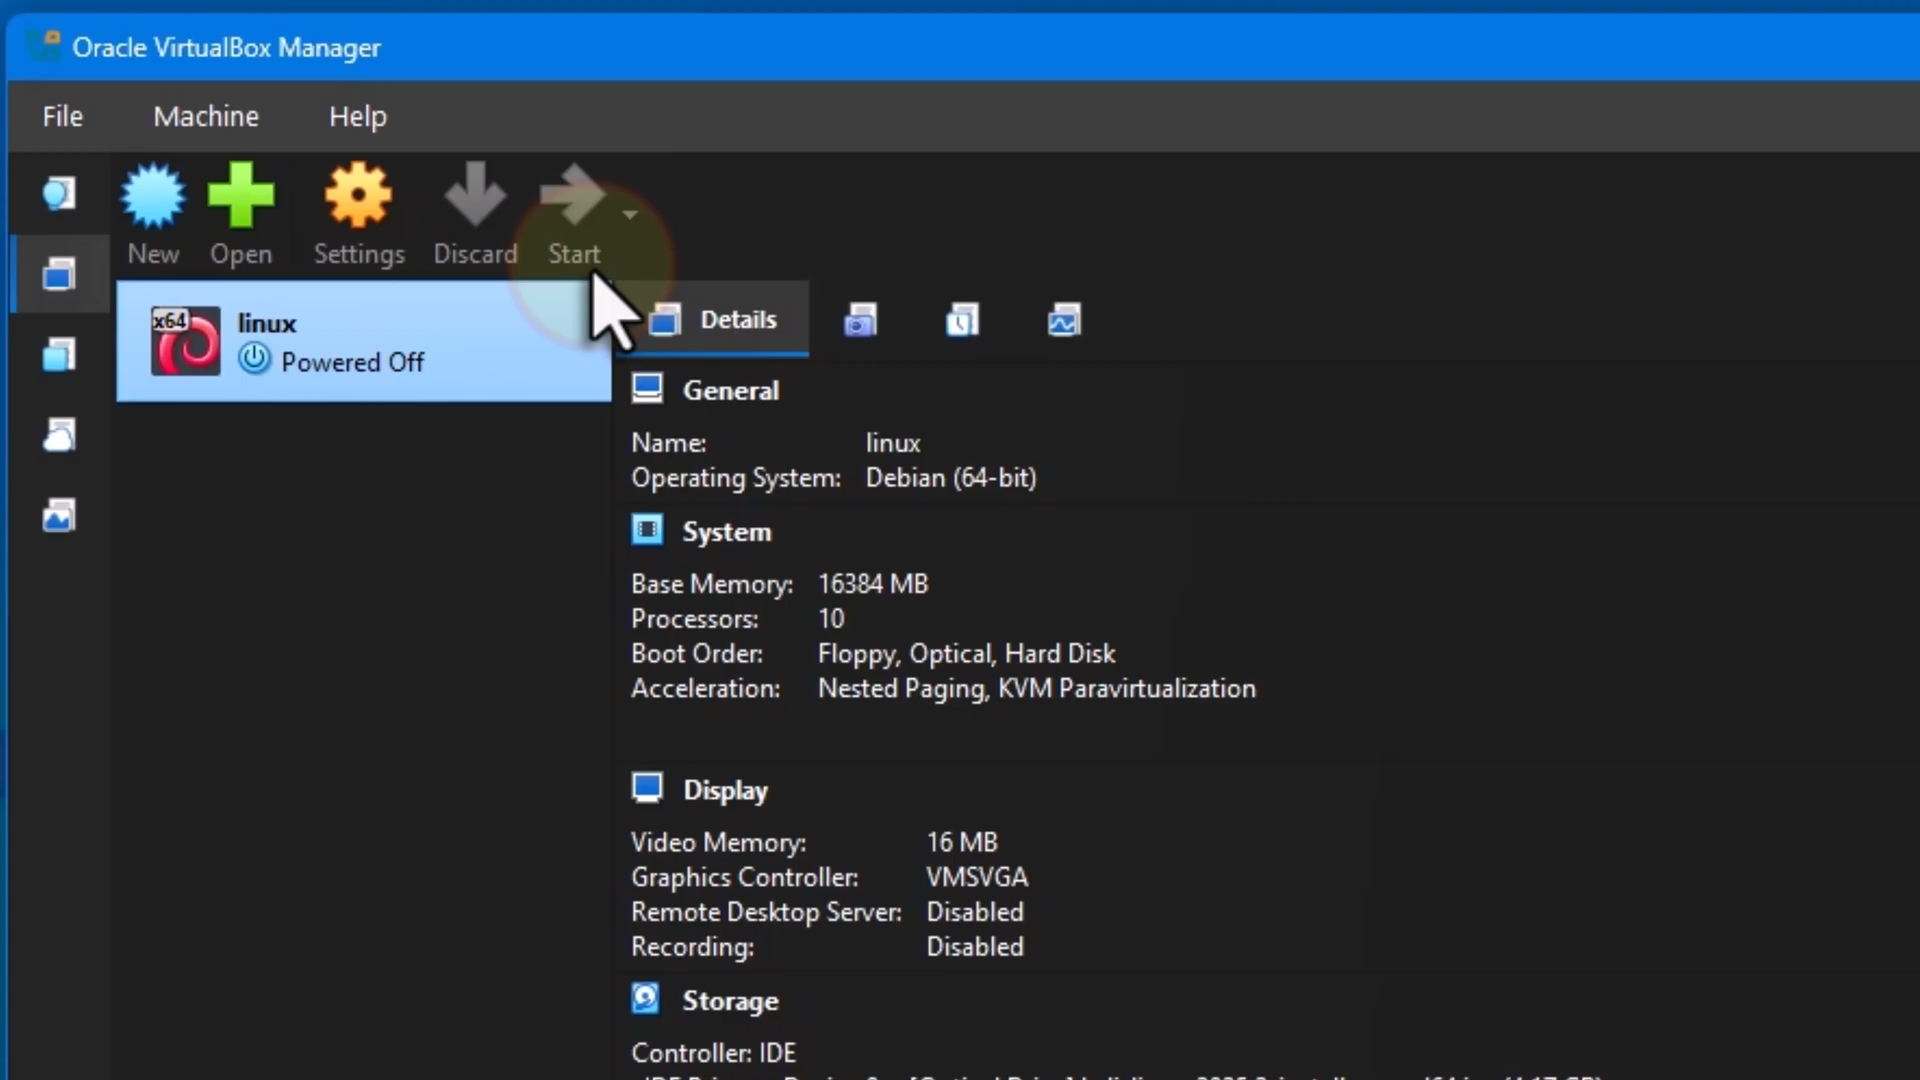 Oracle VirtualBox Manager
File Machine Help
New Open Settings Discard Start
x64 linux
Powered Off
Details
General
Name: linux
Operating System: Debian (64-bit)
System
Base Memory: 16384 MB
Processors: 10
Boot Order: Floppy, Optical, Hard Disk
Acceleration: Nested Paging, KVM Paravirtualization
Display
Video Memory: 16 MB
Graphics Controller: VMSVGA
Remote Desktop Server: Disabled
Recording: Disabled
Storage
Controller: IDE